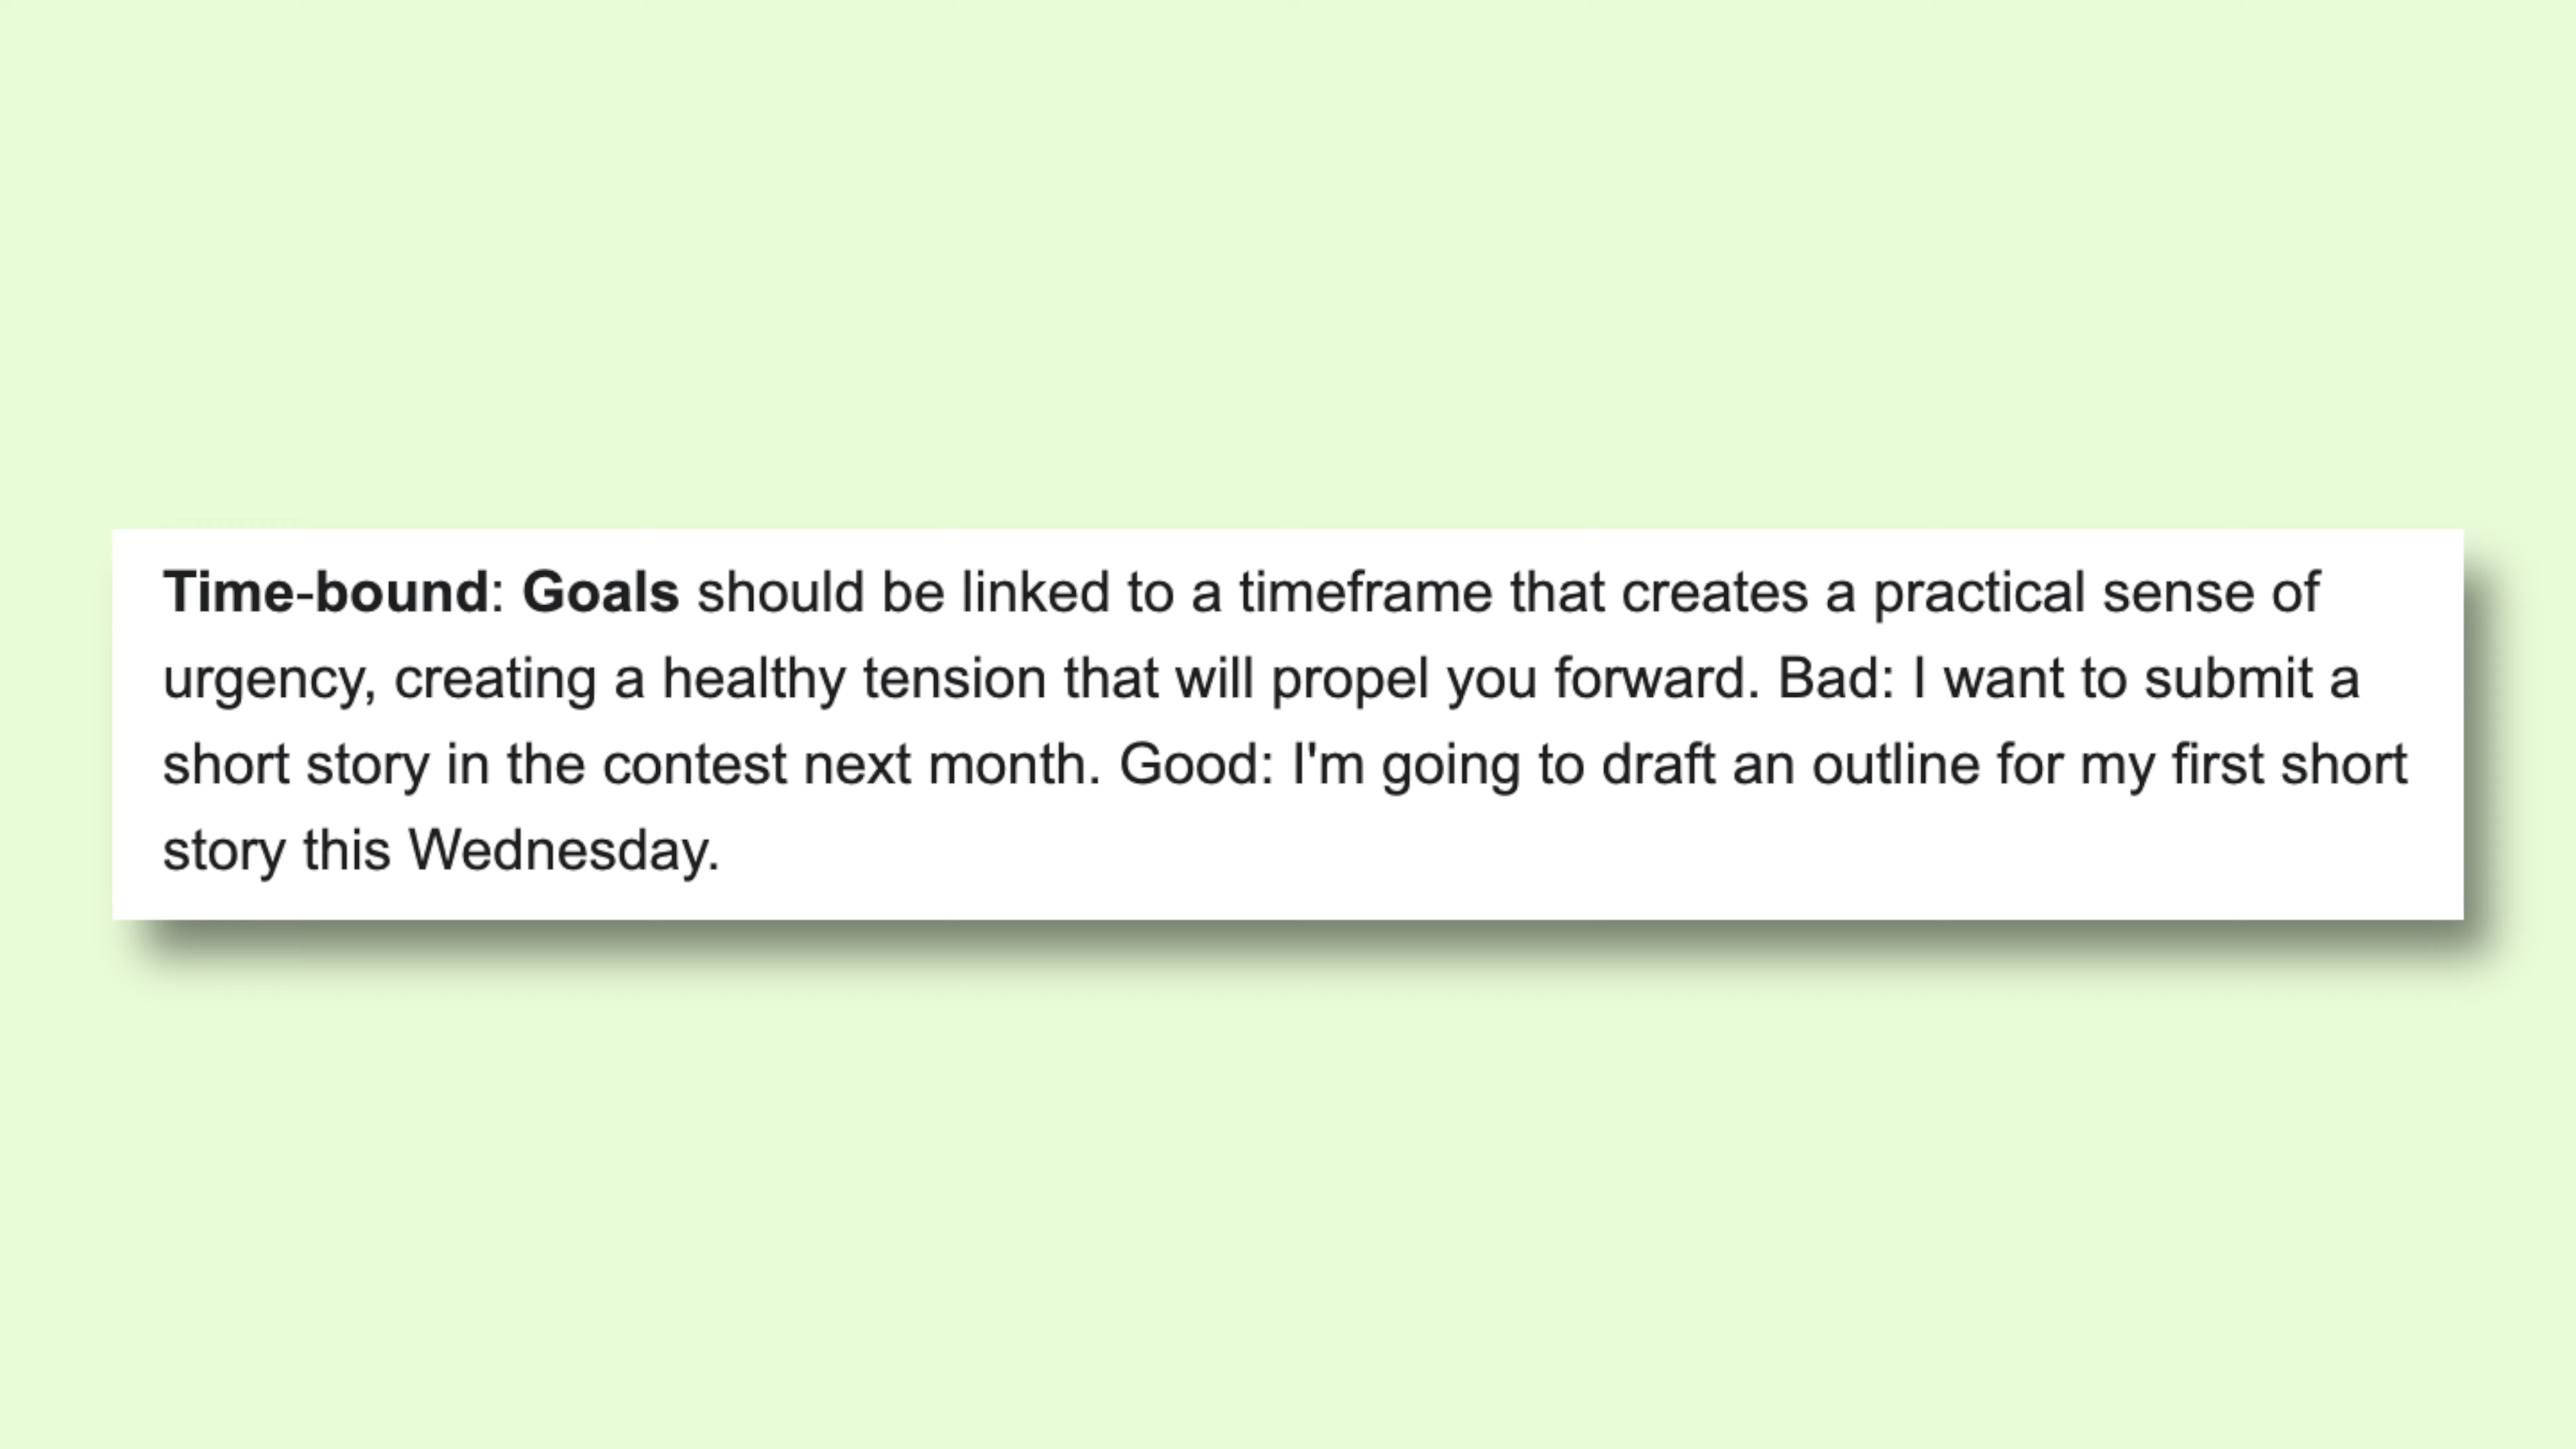 Time-bound: Goals should be linked to a timeframe that creates a practical sense of
urgency, creating a healthy tension that will propel you forward. Bad: I want to submit a
short story in the contest next month. Good: I'm going to draft an outline for my first short
story this Wednesday.